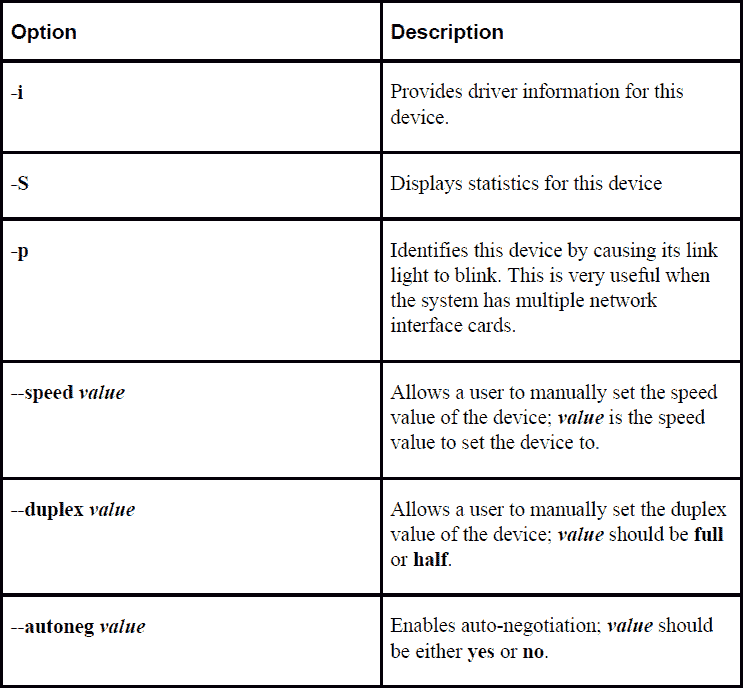 Option
Description
-i
Provides driver information for this
device.
-S
Displays statistics for this device
-p
Identifies this device by causing its link
light to blink. This is very useful when
the system has multiple network
interface cards.
--speed value
Allows a user to manually set the speed
value of the device; value is the speed
value to set the device to.
--duplex value
Allows a user to manually set the duplex
value of the device; value should be full
or half.
--autoneg value
Enables auto-negotiation; value should
be either yes or no.